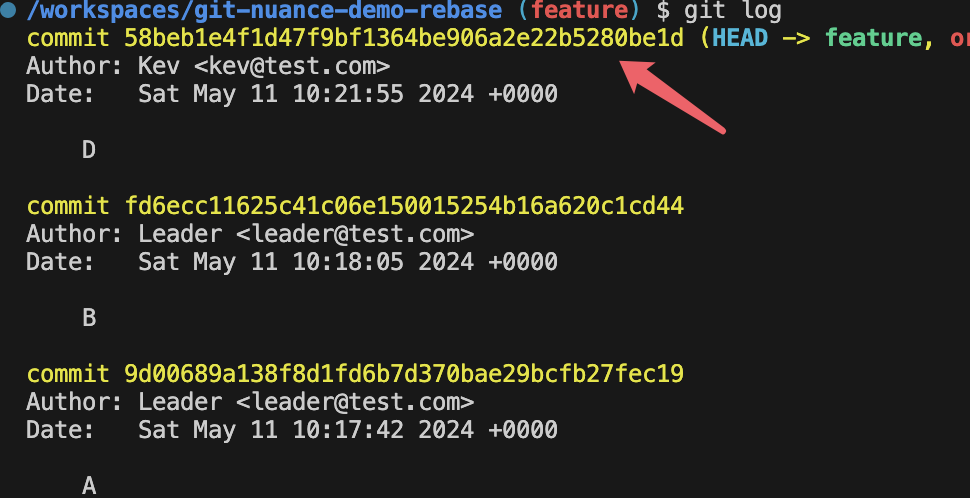 /workspaces/git-nuance-demo-rebase (feature) $ git log
commit 58beb1e4f1d47f9bf1364be906a2e22b5280be1d (HEAD -> feature, or
Author: Kev <kev@test.com>
Date: Sat May 11 10:21:55 2024 +0000
D
commit fd6ecc11625c41c06e150015254b16a620c1cd44
Author: Leader <leader@test.com>
Date: Sat May 11 10:18:05 2024 +0000
B
commit 9d00689a138f8d1fd6b7d370bae29bcfb27fec19
Author: Leader <leader@test.com>
Date: Sat May 11 10:17:42 2024 +0000
A